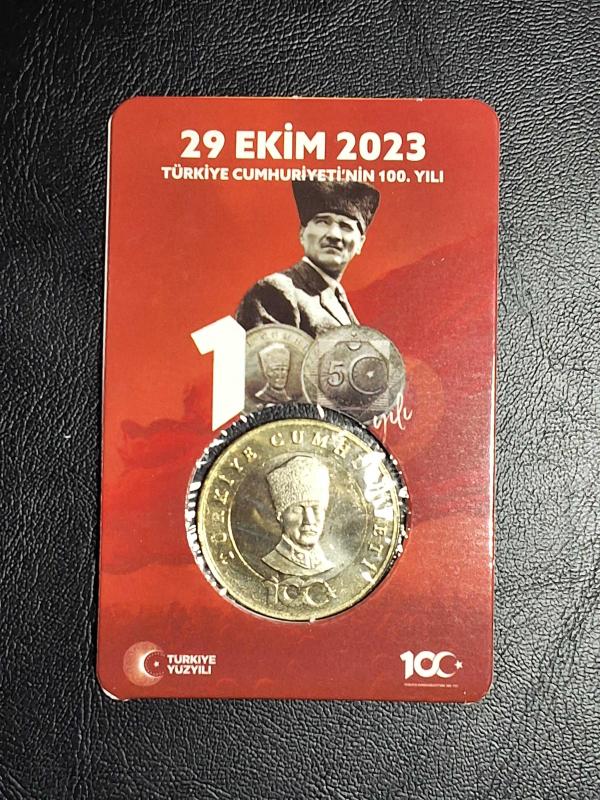 29 EKİM 2023
TÜRKİYE CUMHURİYETİ'NİN 100. YILI
1
5
yılı
TÜRKİYE CUMHURİYETİ
100
TÜRKİYE
YÜZYILI
100